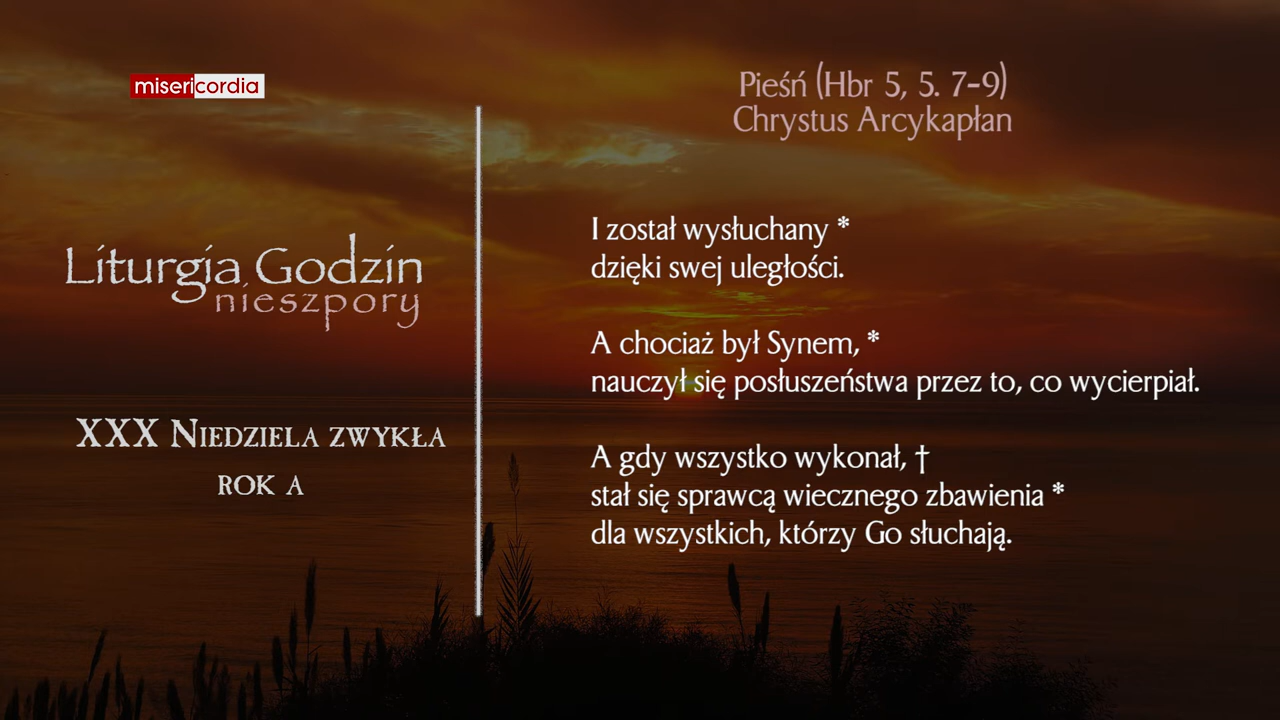 misericordia
Liturgia Godzin
nieszpory
XXX Niedziela zwykła
rok A
Pieśń (Hbr 5, 5. 7-9)
Chrystus Arcykapłan
I został wysłuchany *
dzięki swej uległości.
A chociaż był Synem, *
nauczył się posłuszeństwa przez to, co wycierpiał.
A gdy wszystko wykonał, †
stał się sprawcą wiecznego zbawienia *
dla wszystkich, którzy Go słuchają.